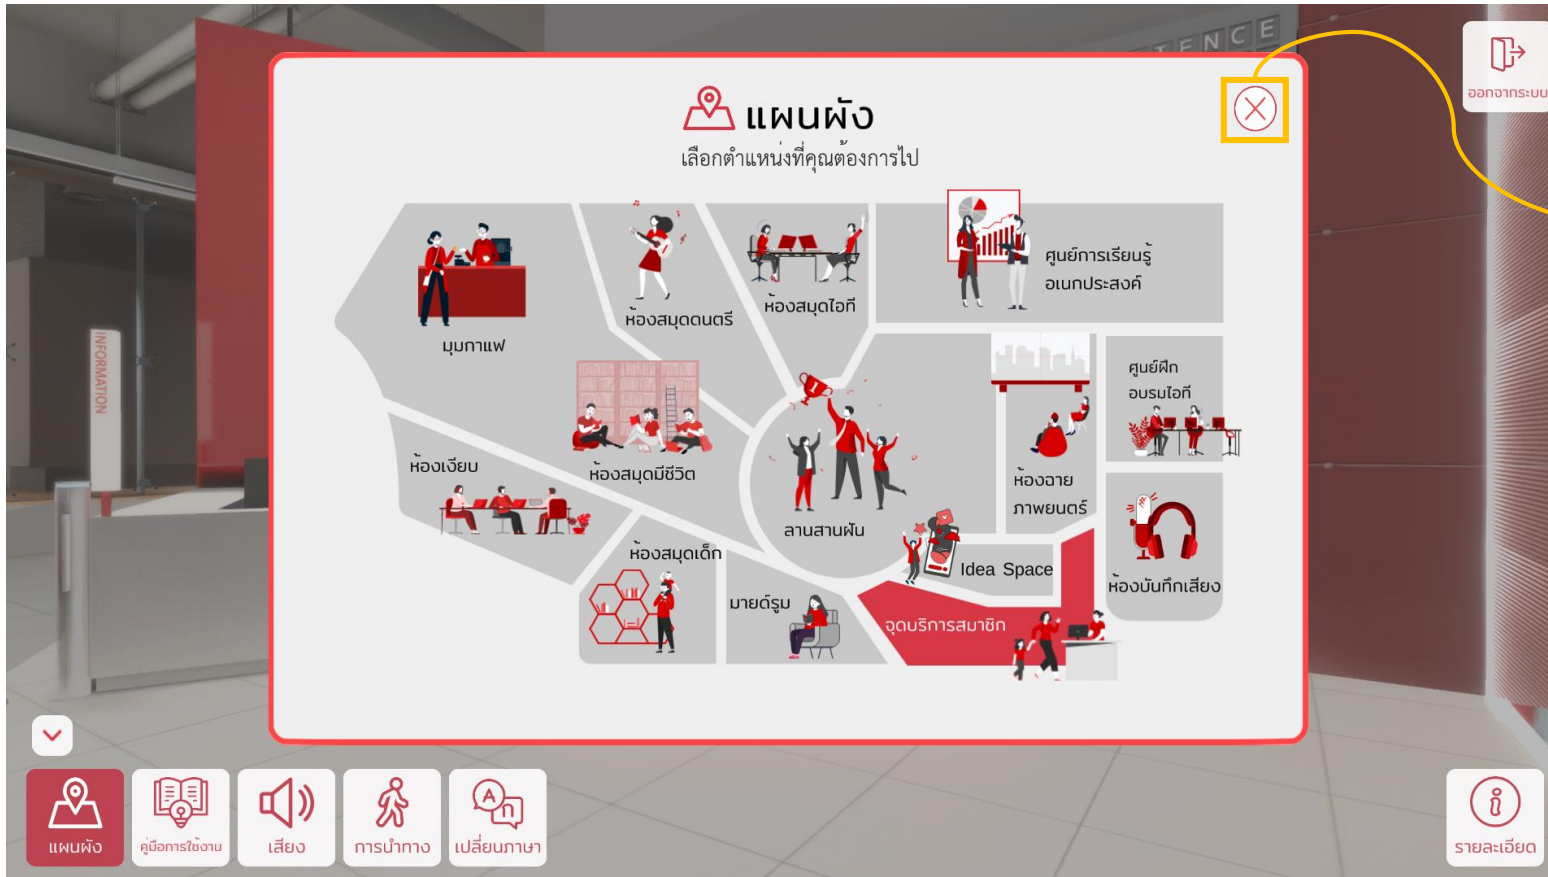 TENCE
ออกจากระบบ
แผนผัง
เลือกตำแหน่งที่คุณต้องการไป
มุมกาแฟ
ห้องสมุดดนตรี
ห้องสมุดไอที
ศูนย์การเรียนรู้
อเนกประสงค์
INFORMATION
ห้องเงียบ
ห้องสมุดมีชีวิต
ลานสานฝัน
ห้องฉาย
ภาพยนตร์
ศูนย์ฝึก
อบรมไอที
ห้องสมุดเด็ก
มายด์รูม
Idea Space
จุดบริการสมาชิก
ห้องบันทึกเสียง
แผนผัง
คู่มือการใช้งาน
เสียง
การนำทาง
เปลี่ยนภาษา
รายละเอียด